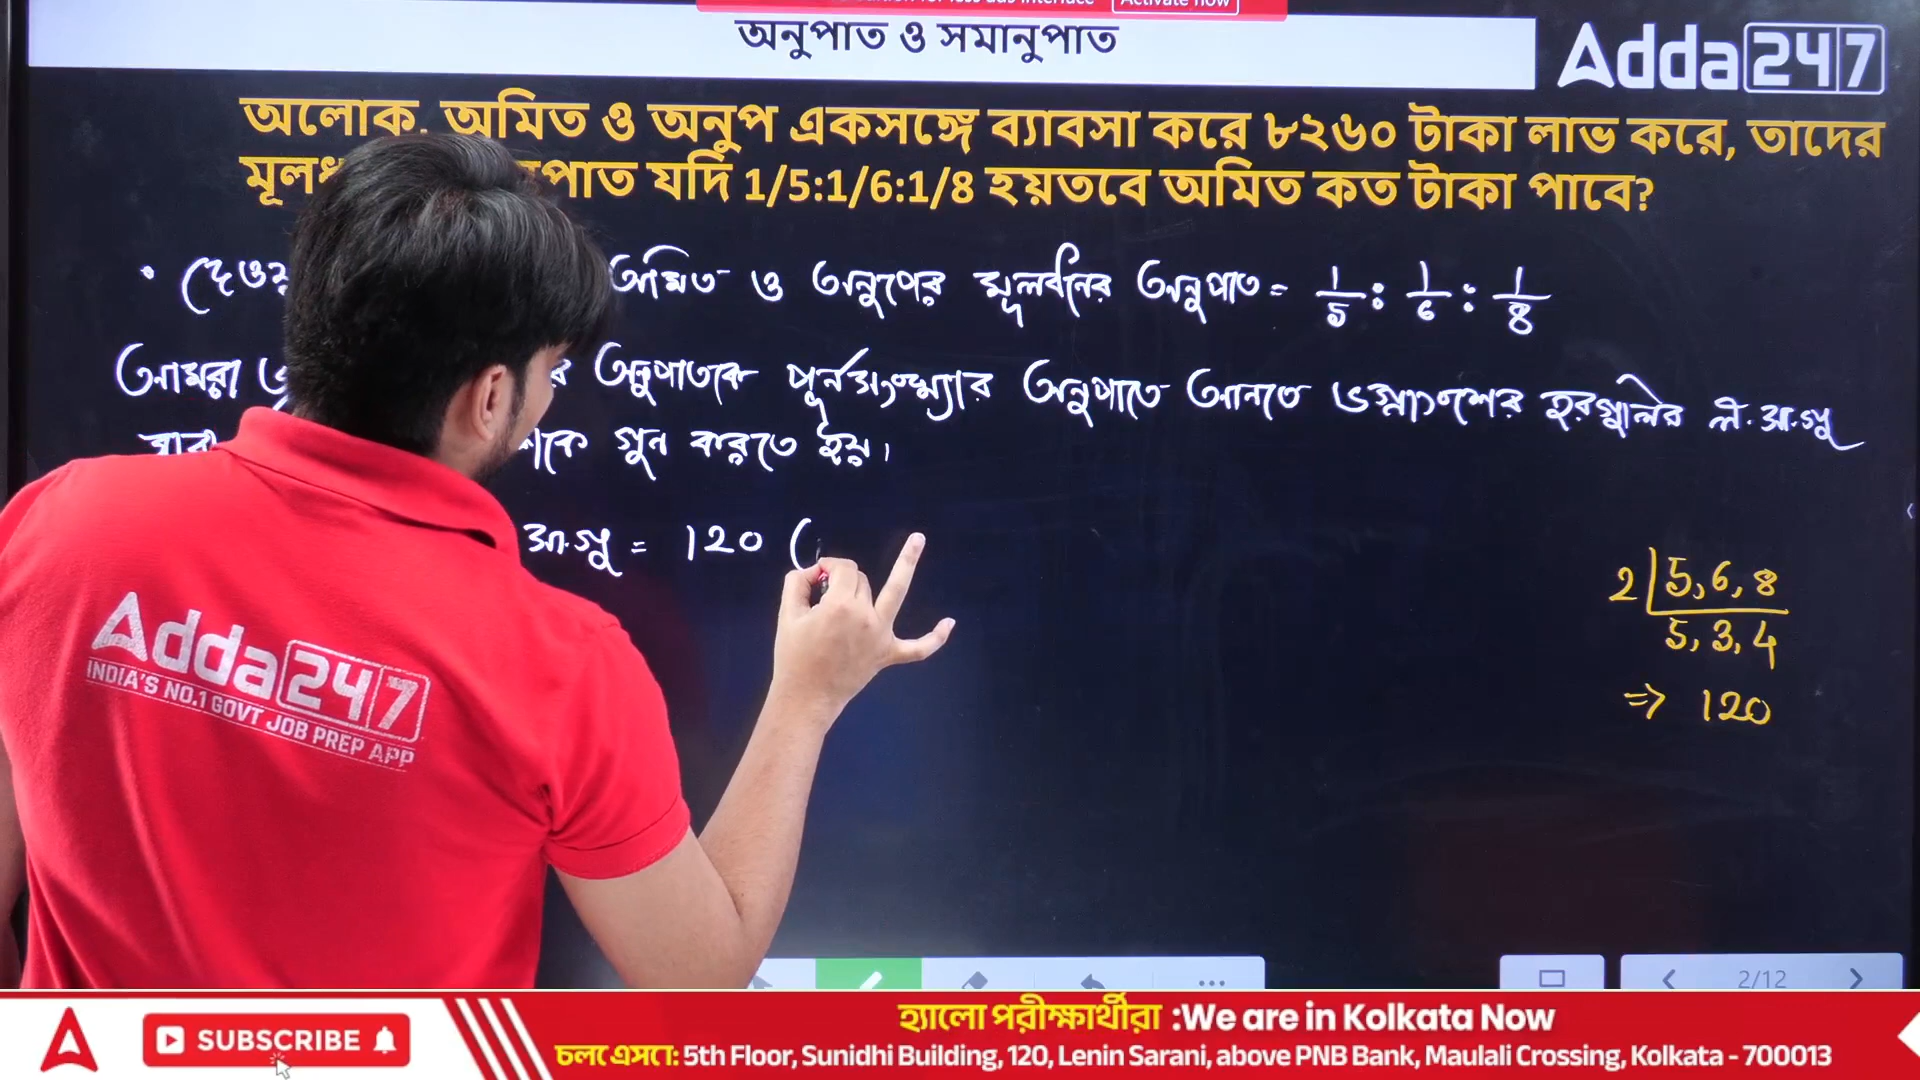 Activate now
অনুপাত ও সমানুপাত
Adda247
অলোক, অমিত ও অনুপ একসঙ্গে ব্যাবসা করে ৮২৬০ টাকা লাভ করে, তাদের
পাত যদি 1/5:1/6:1/8 হয়তবে অমিত কত টাকা পাবে?
• অমিত ও অনুপের মূলধনের অনুপাত = 1/5 : 1/6 : 1/8
আমরা অনুপাতকে পূর্নসংখ্যার অনুপাতে আনতে ভগ্নাংশের হরগুলির ল.সা.গু
গুন করতে হয়।
সা.গু = 120 (
2 | 5, 6, 8
5, 3, 4
=> 120
Adda247
INDIA'S NO.1 GOVT JOB PREP APP
2/12
SUBSCRIBE
হ্যালো পরীক্ষার্থীরা :We are in Kolkata Now
চলে এসো: 5th Floor, Sunidhi Building, 120, Lenin Sarani, above PNB Bank, Maulali Crossing, Kolkata - 700013